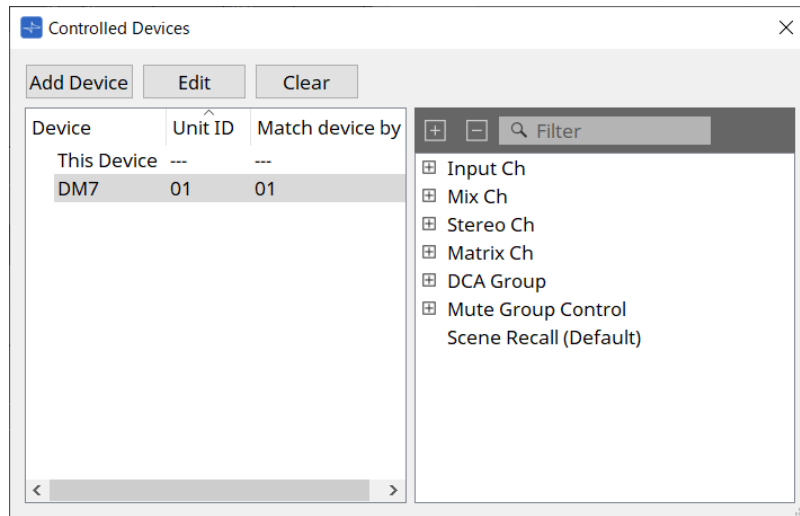 Controlled Devices
Add Device Edit Clear
Device Unit ID Match device by
This Device --- ---
DM7 01 01
Filter
Input Ch
Mix Ch
Stereo Ch
Matrix Ch
DCA Group
Mute Group Control
Scene Recall (Default)